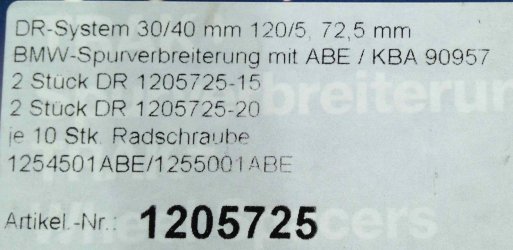 DR-System 30/40 mm 120/5, 72,5 mm
BMW-Spurverbreiterung mit ABE / KBA 90957
2 Stück DR 1205725-15
2 Stück DR 1205725-20
je 10 Stk. Radschraube
1254501ABE/1255001ABE
Artikel.-Nr.: 1205725